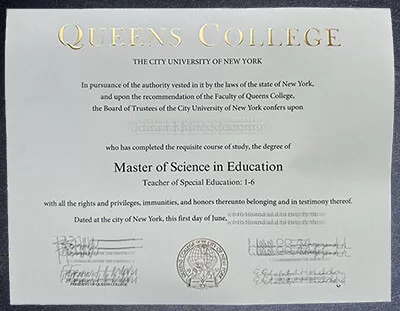 QUEENS COLLEGE
THE CITY UNIVERSITY OF NEW YORK
In pursuance of the authority vested in it by the laws of the state of New York,
and upon the recommendation of the Faculty of Queens College,
the Board of Trustees of the City University of New York confers upon
who has completed the requisite course of study, the degree of
Master of Science in Education
Teacher of Special Education: 1-6
with all the rights and privileges, immunities, and honors thereunto belonging and in testimony thereof.
Dated at the city of New York, this first day of June,
PRESIDENT OF QUEENS COLLEGE